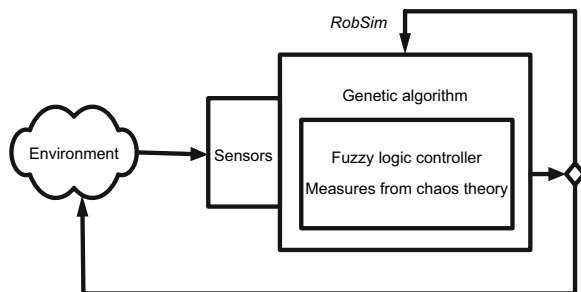 RobSim
Genetic algorithm
Environment
Sensors
Fuzzy logic controller
Measures from chaos theory